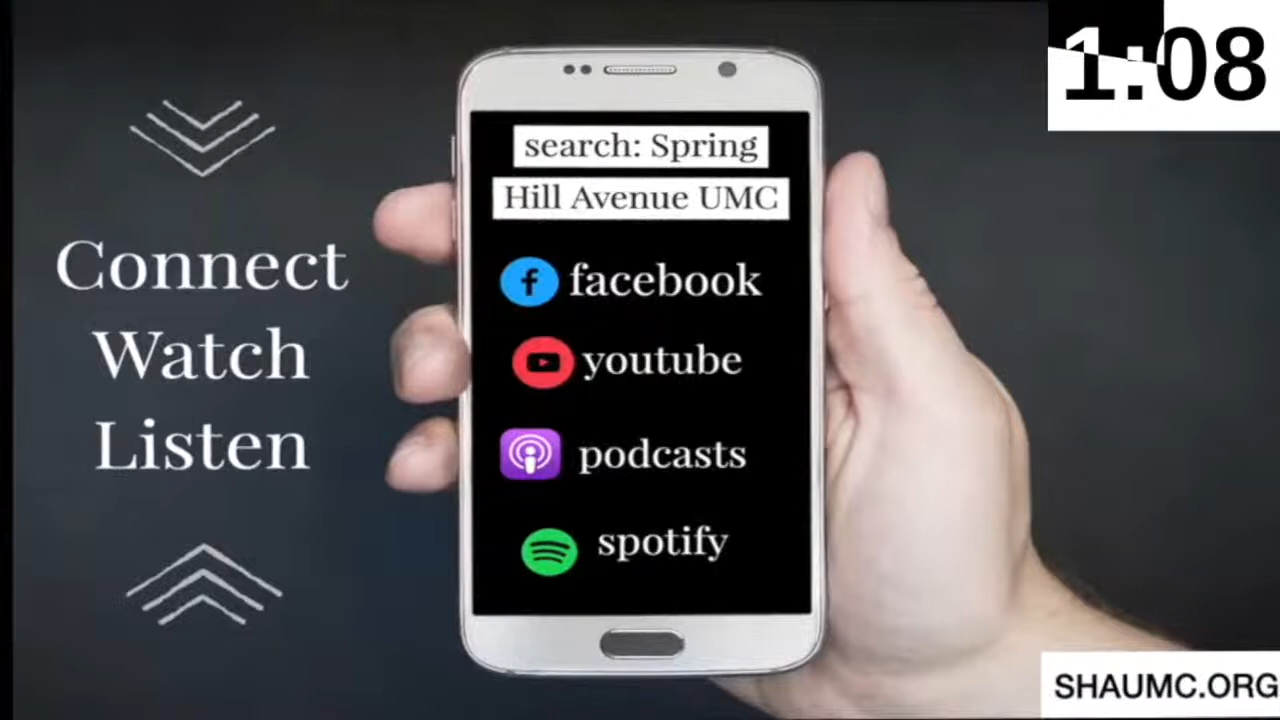 1:08
search: Spring
Hill Avenue UMC
facebook
youtube
podcasts
spotify
Connect
Watch
Listen
SHAUMC.ORG